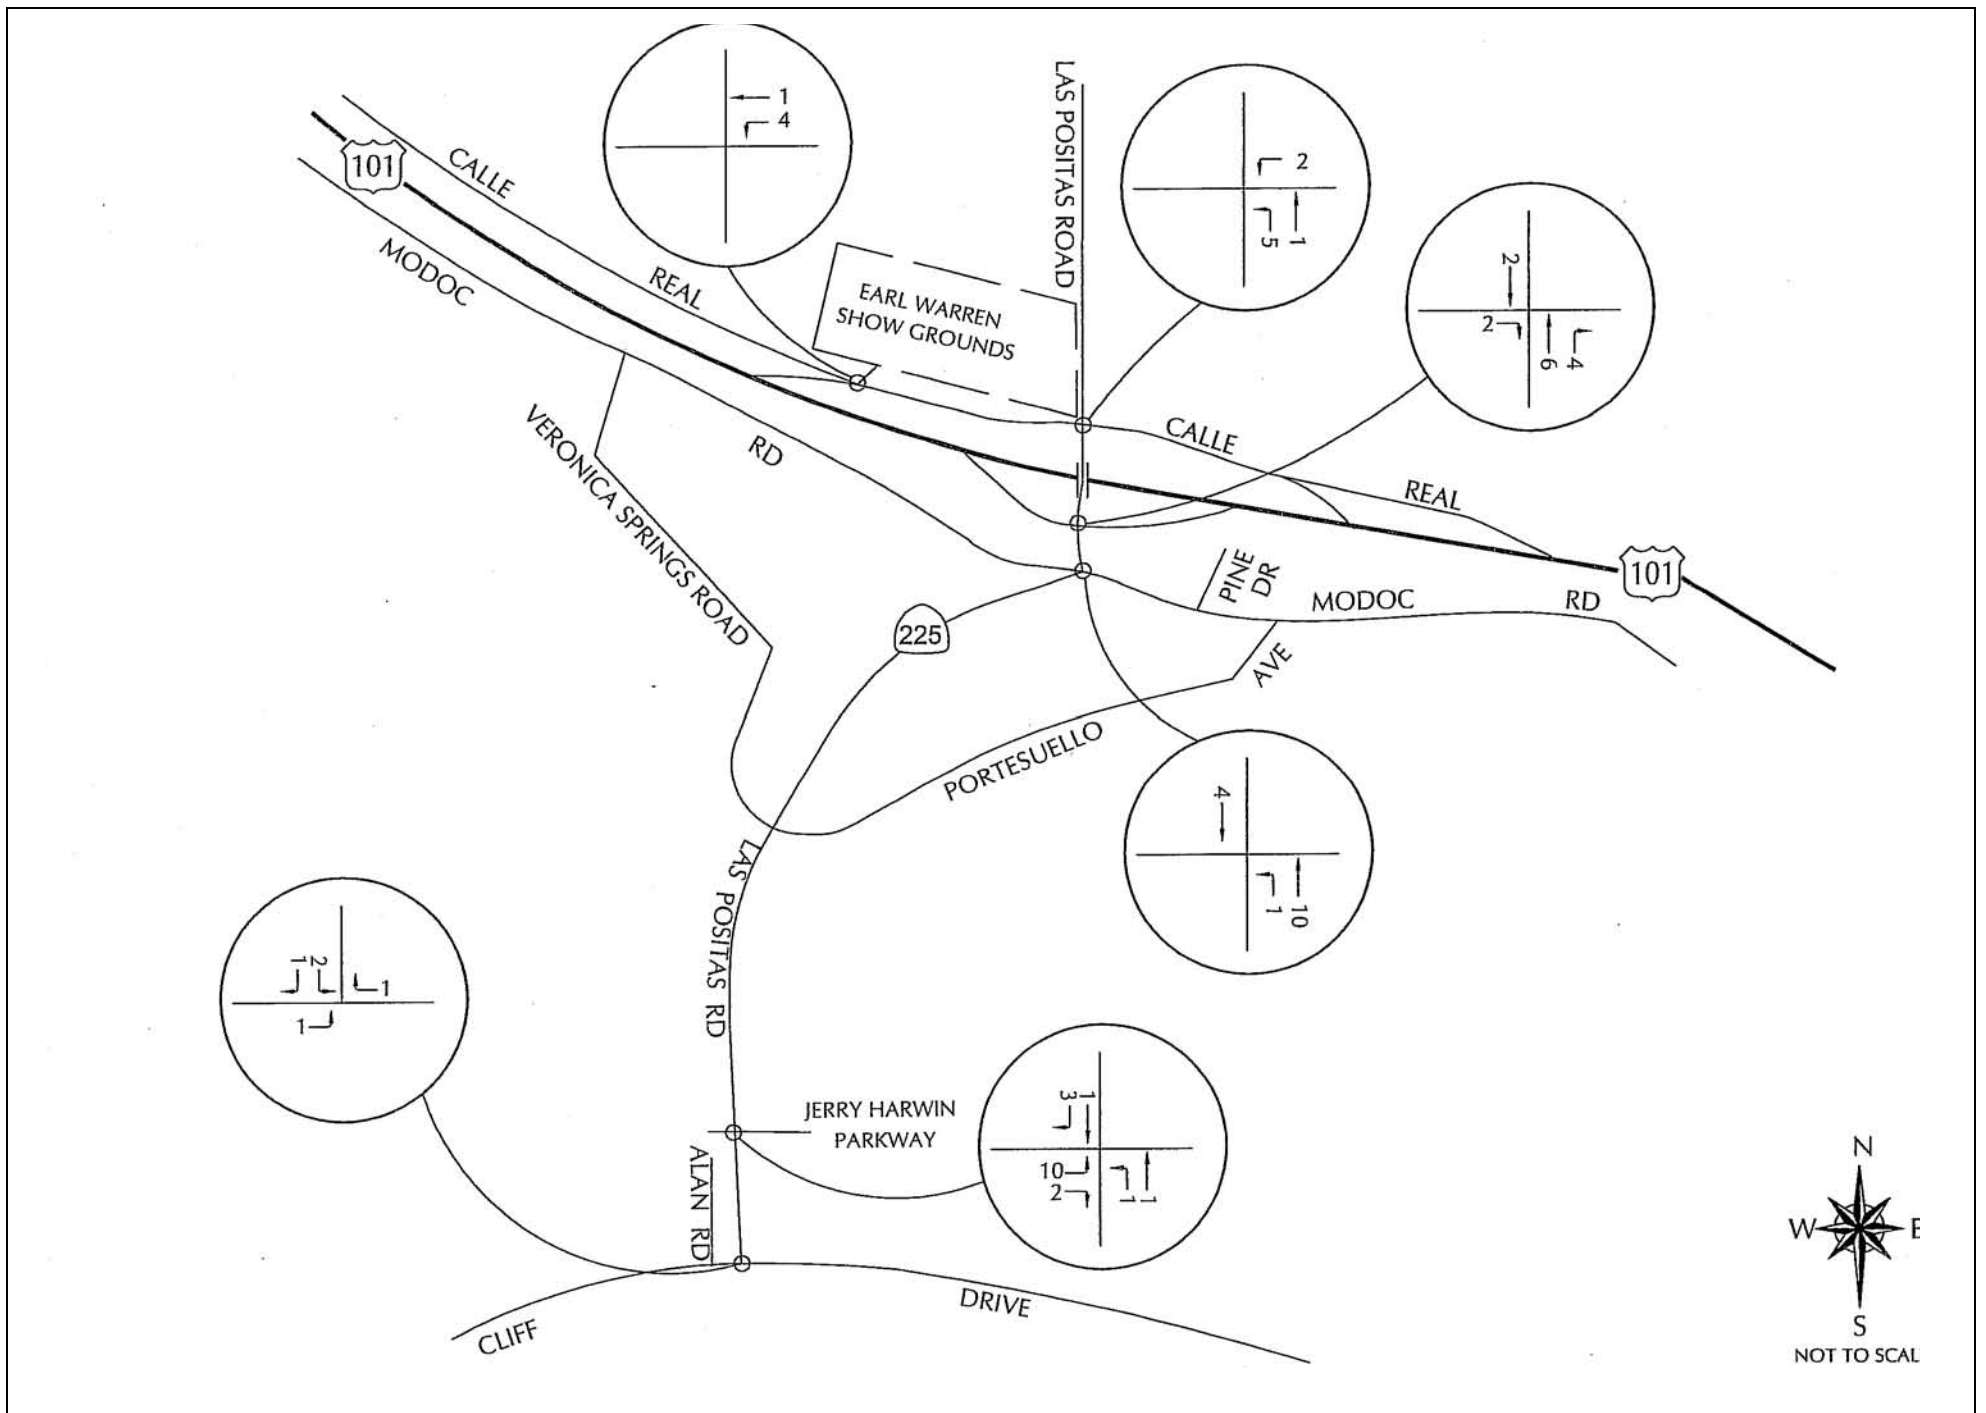 1
4
LAS POSITAS ROAD
2
5
1
101
CALLE
MODOC
REAL
EARL WARREN
SHOW GROUNDS
2
2
6
4
VERONICA SPRINGS ROAD
RD
CALLE
REAL
101
PINE
DR
MODOC
RD
225
AVE
PORTESUELLO
4
1
10
LAS POSITAS RD
1
2
1
1
JERRY HARWIN
PARKWAY
3
1
10
2
1
1
ALAN RD
CLIFF
DRIVE
N
W
E
S
NOT TO SCAL